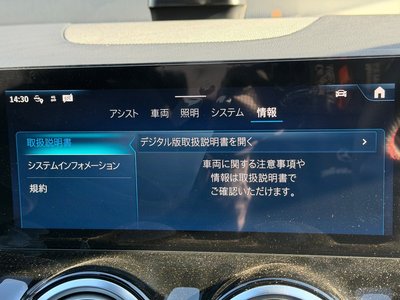 14:30
アシスト 車両 照明 システム 情報
取扱説明書
デジタル版取扱説明書を開く
システムインフォメーション
車両に関する注意事項や
情報は取扱説明書で
ご確認いただけます。
規約